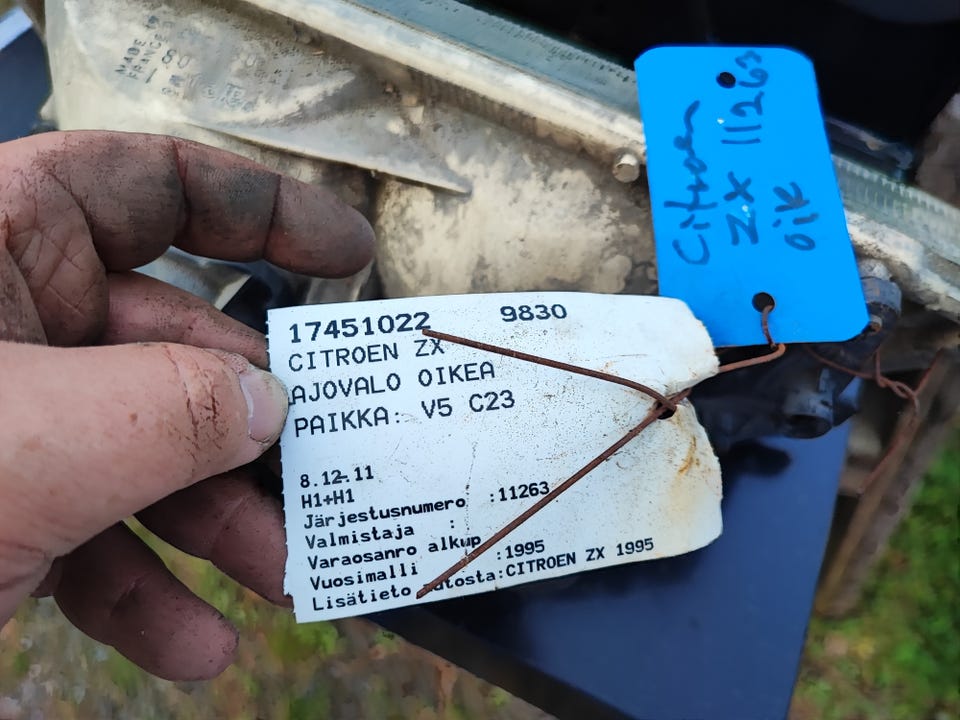 MADE IN
FRANCE
Citroen
ZX 11263
oik
17451022 9830
CITROEN ZX
AJOVALO OIKEA
PAIKKA: V5 C23
8.12.11
H1+H1
Järjestusnumero :11263
Valmistaja :
Varaosanro alkup
Vuosimalli :1995
Lisätieto autosta:CITROEN ZX 1995